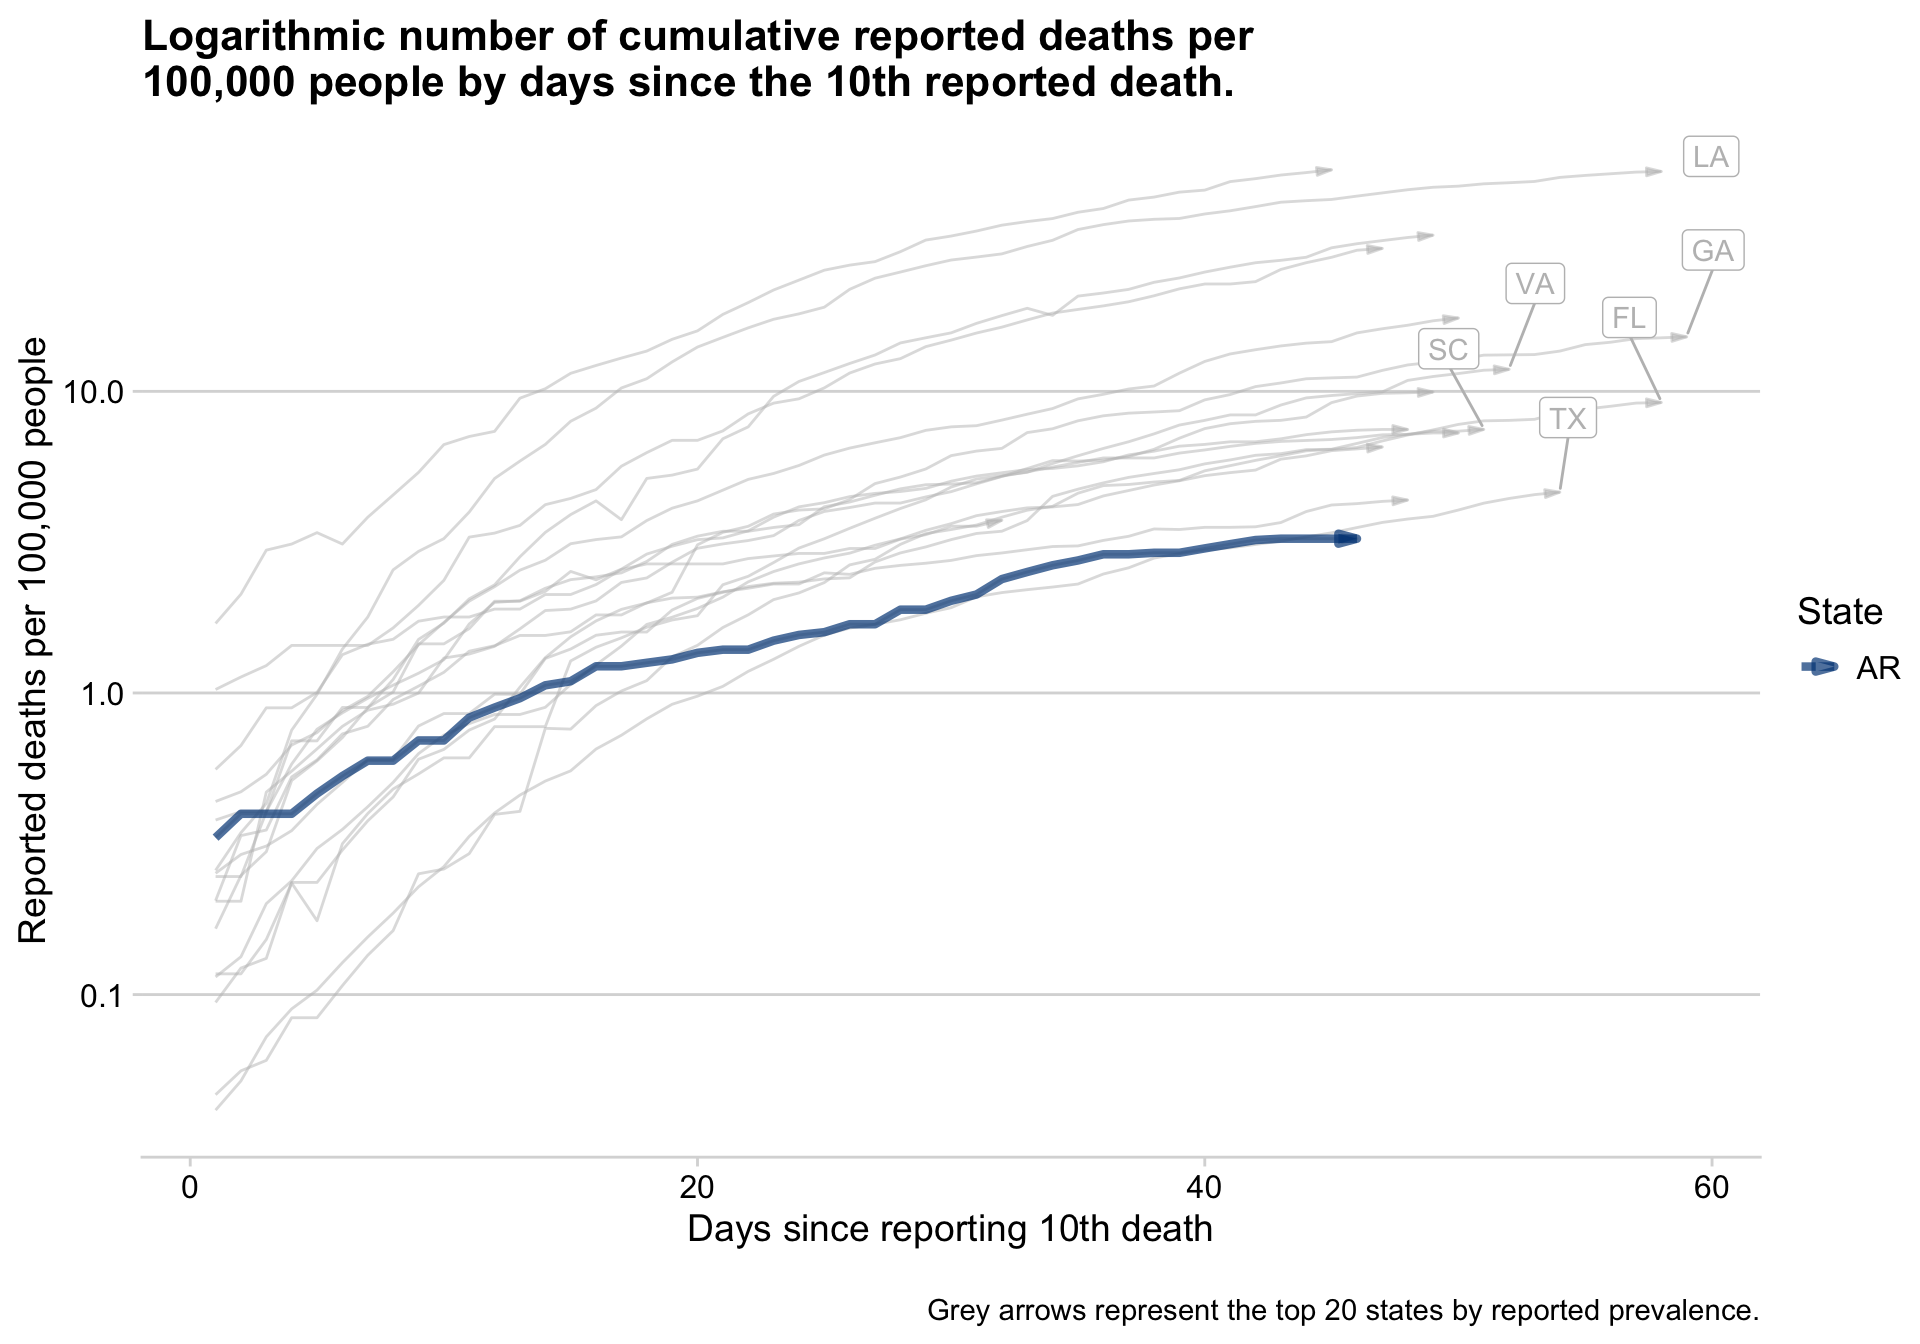 Logarithmic number of cumulative reported deaths per
100,000 people by days since the 10th reported death.
LA
GA
VA
FL
SC
TX
Reported deaths per 100,000 people
10.0
1.0
0.1
State
AR
0
20
40
60
Days since reporting 10th death
Grey arrows represent the top 20 states by reported prevalence.